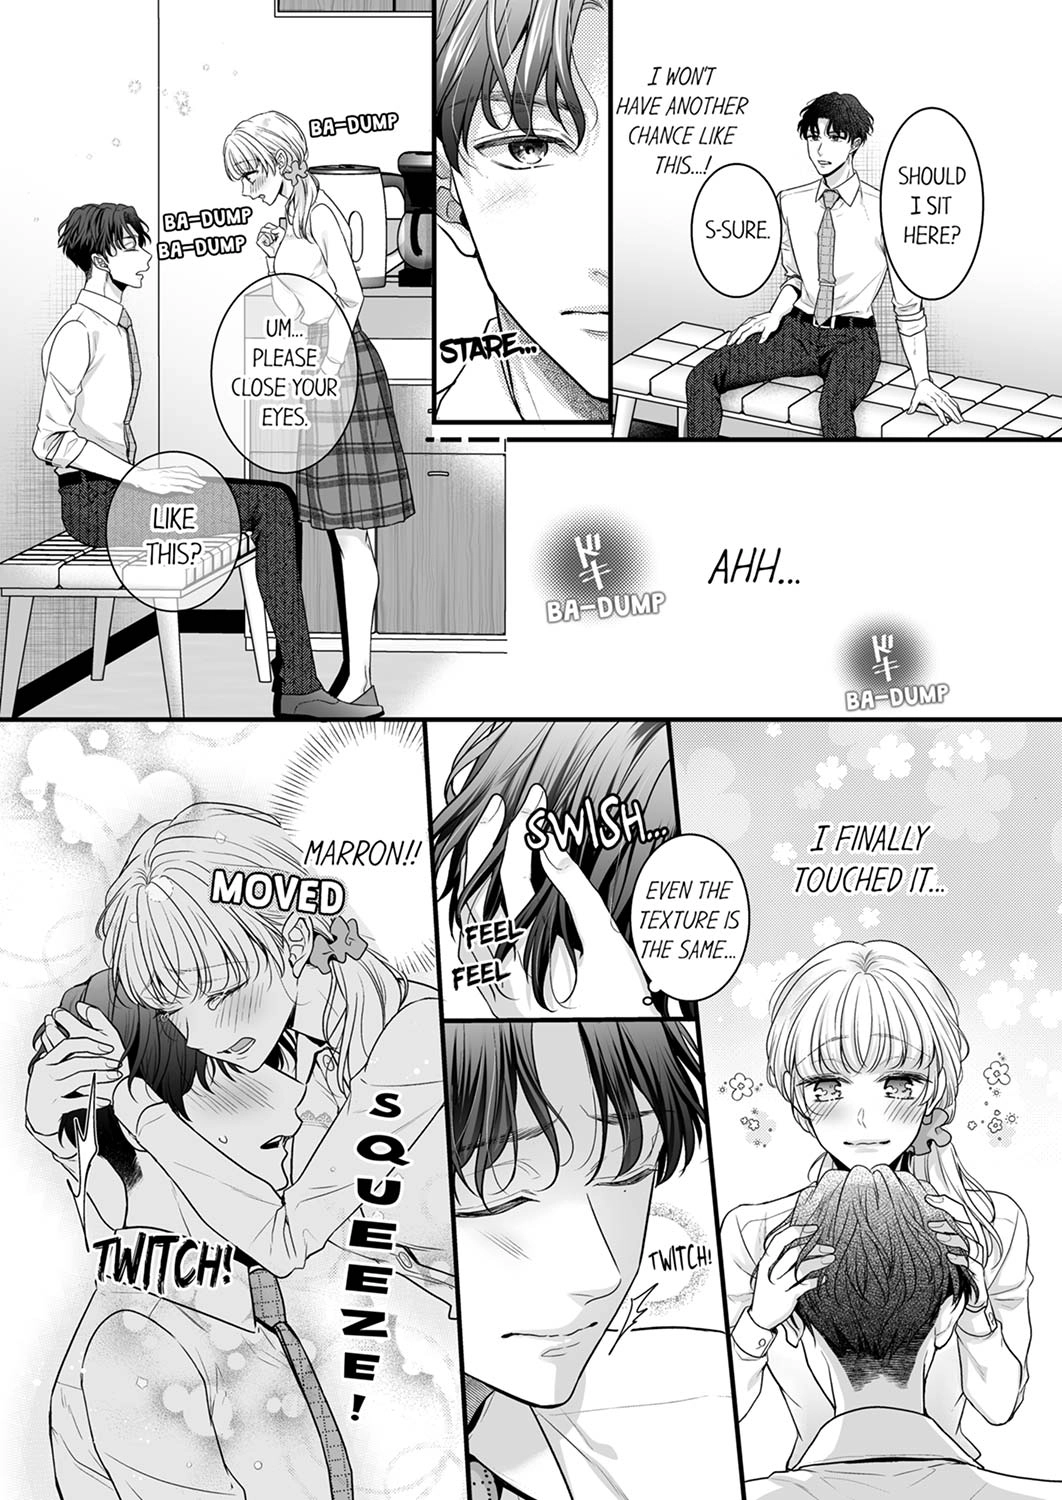 SHOULD
I SIT
HERE?
I WON'T
HAVE ANOTHER
CHANCE LIKE
THIS...!
S-SURE.
STARE...
BA-DUMP
BA-DUMP
BA-DUMP
UM...
PLEASE
CLOSE YOUR
EYES.
LIKE
THIS?
AHH...
ドキ
BA-DUMP
ドキ
BA-DUMP
I FINALLY
TOUCHED IT...
SWISH...
EVEN THE
TEXTURE IS
THE SAME...
FEEL
FEEL
TWITCH!
MARRON!!
MOVED
SQUEEZE!
TWITCH!